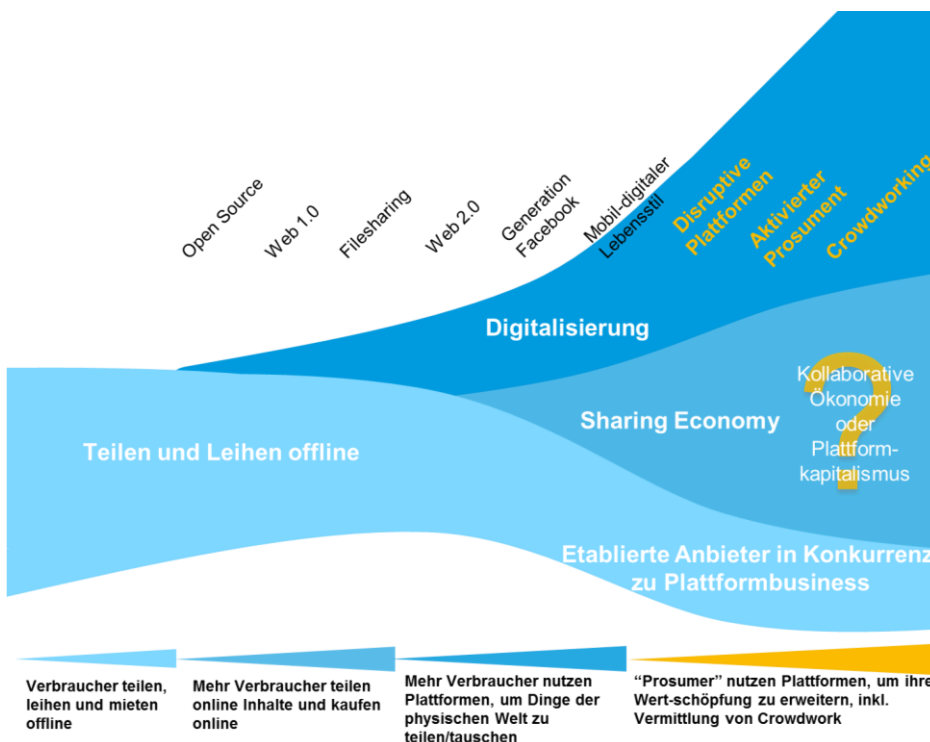 Open Source
Web 1.0
Filesharing
Web 2.0
Generation
Facebook
Mobil-digitaler
Lebensstil
Disruptive
Plattformen
Aktivierter
Prosument
Crowdworking
Digitalisierung
Sharing Economy
Kollaborative
Ökonomie
oder
Plattform-
kapitalismus
?
Teilen und Leihen offline
Etablierte Anbieter in Konkurrenz
zu Plattformbusiness
Verbraucher teilen,
leihen und mieten
offline
Mehr Verbraucher teilen
online Inhalte und kaufen
online
Mehr Verbraucher nutzen
Plattformen, um Dinge der
physischen Welt zu
teilen/tauschen
“Prosumer” nutzen Plattformen, um ihre
Wert-schöpfung zu erweitern, inkl.
Vermittlung von Crowdwork